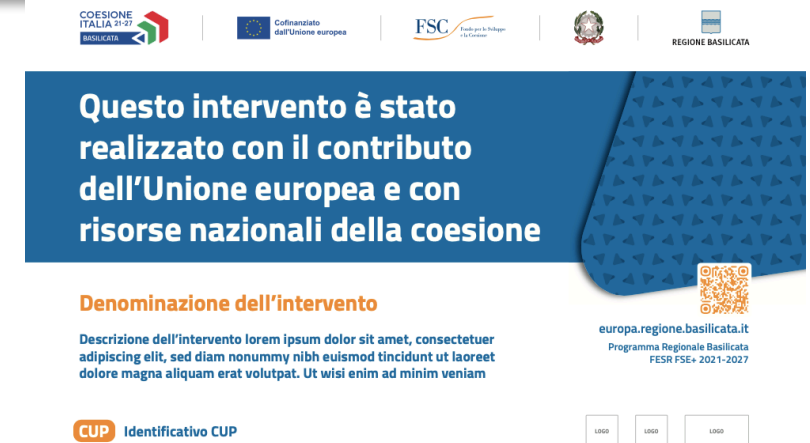 COESIONE
ITALIA 21-27
BASILICATA
Cofinanziato
dall'Unione europea
FSC
Fondo per lo Sviluppo
e la Coesione
REGIONE BASILICATA
Questo intervento è stato
realizzato con il contributo
dell'Unione europea e con
risorse nazionali della coesione
Denominazione dell'intervento
Descrizione dell'intervento lorem ipsum dolor sit amet, consectetuer
adipiscing elit, sed diam nonummy nibh euismod tincidunt ut laoreet
dolore magna aliquam erat volutpat. Ut wisi enim ad minim veniam
europa.regione.basilicata.it
Programma Regionale Basilicata
FESR FSE+ 2021-2027
CUP Identificativo CUP
LOGO
LOGO
LOGO